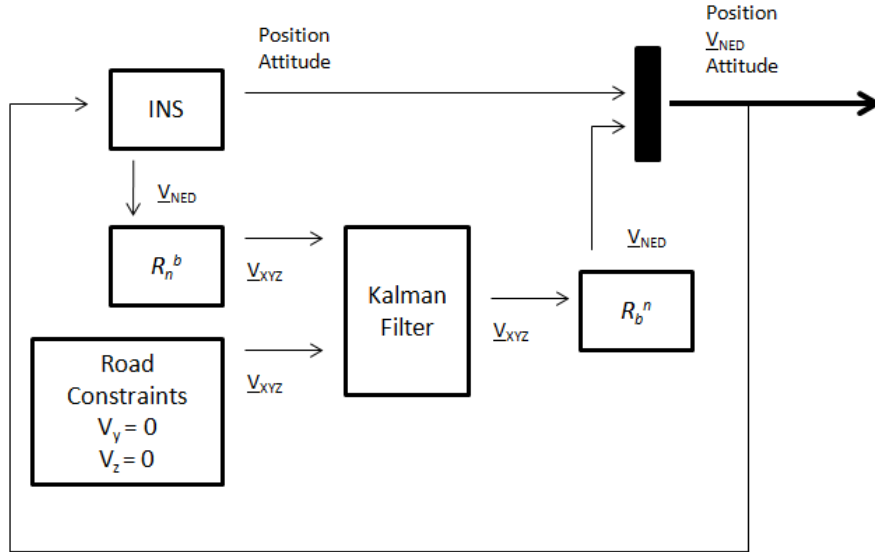 Position
V_NED
Attitude
Position
Attitude
INS
V_NED
R_n^b
V_XYZ
Kalman
Filter
V_XYZ
V_NED
R_b^n
Road
Constraints
V_y = 0
V_z = 0
V_XYZ